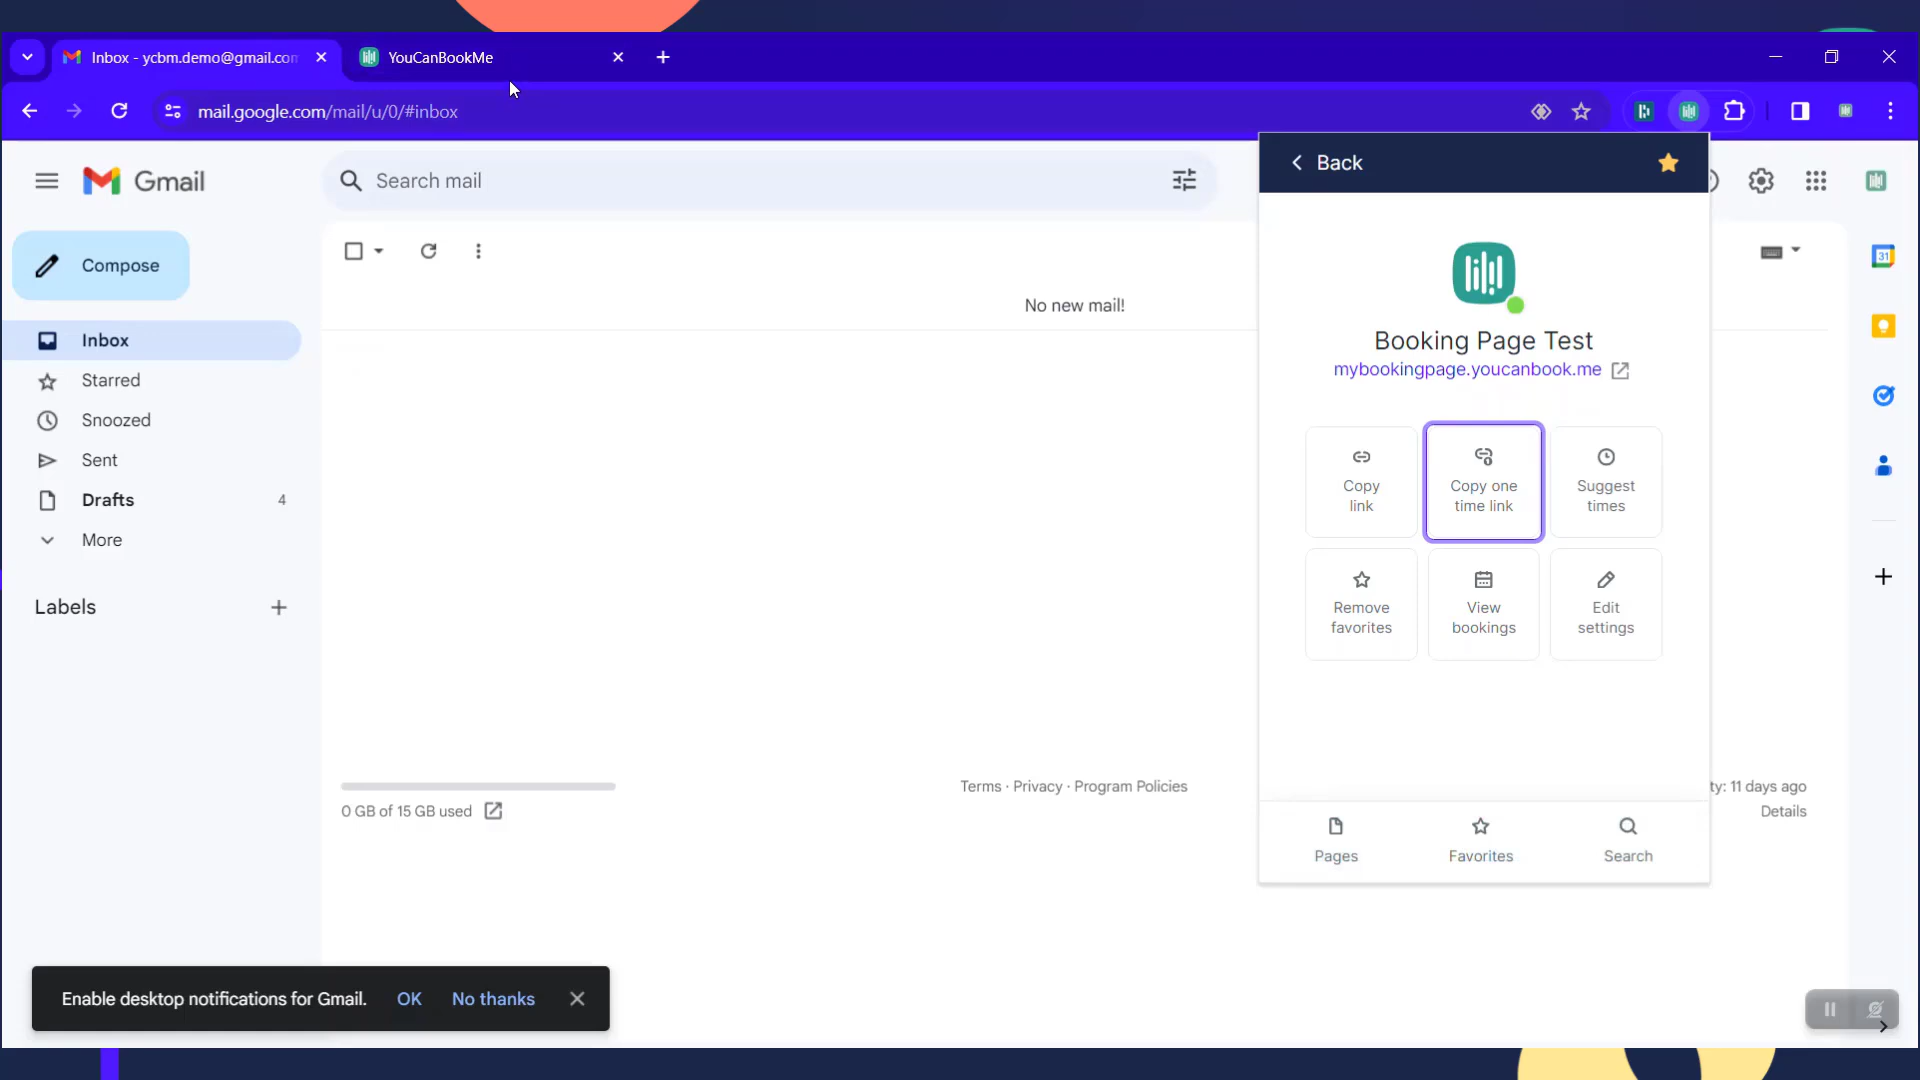 Inbox - ycbm.demo@gmail.com
YouCanBookMe
mail.google.com/mail/u/0/#inbox
Back
Gmail
Search mail
Compose
No new mail!
Inbox
Starred
Snoozed
Sent
Drafts 4
More
Labels
Booking Page Test
mybookingpage.youcanbook.me
Copy
link
Copy one
time link
Suggest
times
Remove
favorites
View
bookings
Edit
settings
Terms · Privacy · Program Policies
ty: 11 days ago
0 GB of 15 GB used
Details
Pages
Favorites
Search
Enable desktop notifications for Gmail. OK No thanks
31